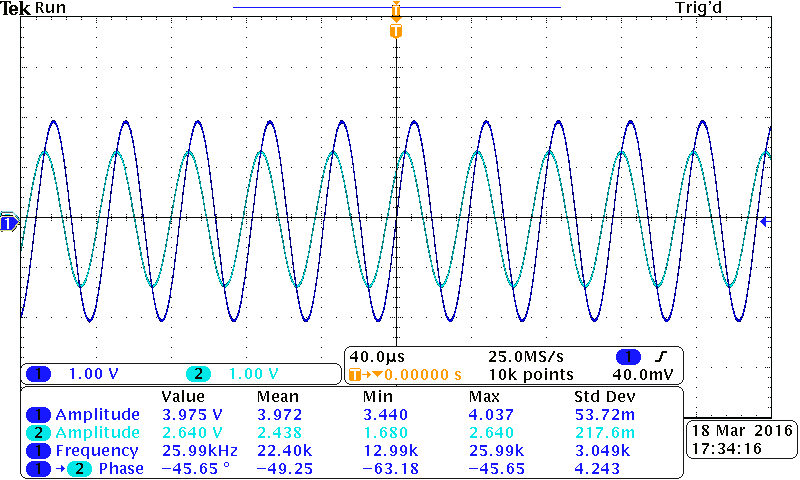 Tek Run Trig'd
T
T
1
1 1.00 V 2 1.00 V
40.0µs 25.0MS/s 1
T→▼0.00000 s 10k points 40.0mV
Value Mean Min Max Std Dev
1 Amplitude 3.975 V 3.972 3.440 4.037 53.72m
2 Amplitude 2.640 V 2.438 1.680 2.640 217.6m
1 Frequency 25.99kHz 22.40k 12.99k 25.99k 3.049k
1 → 2 Phase −45.65 ° −49.25 −63.18 −45.65 4.243
18 Mar 2016
17:34:16